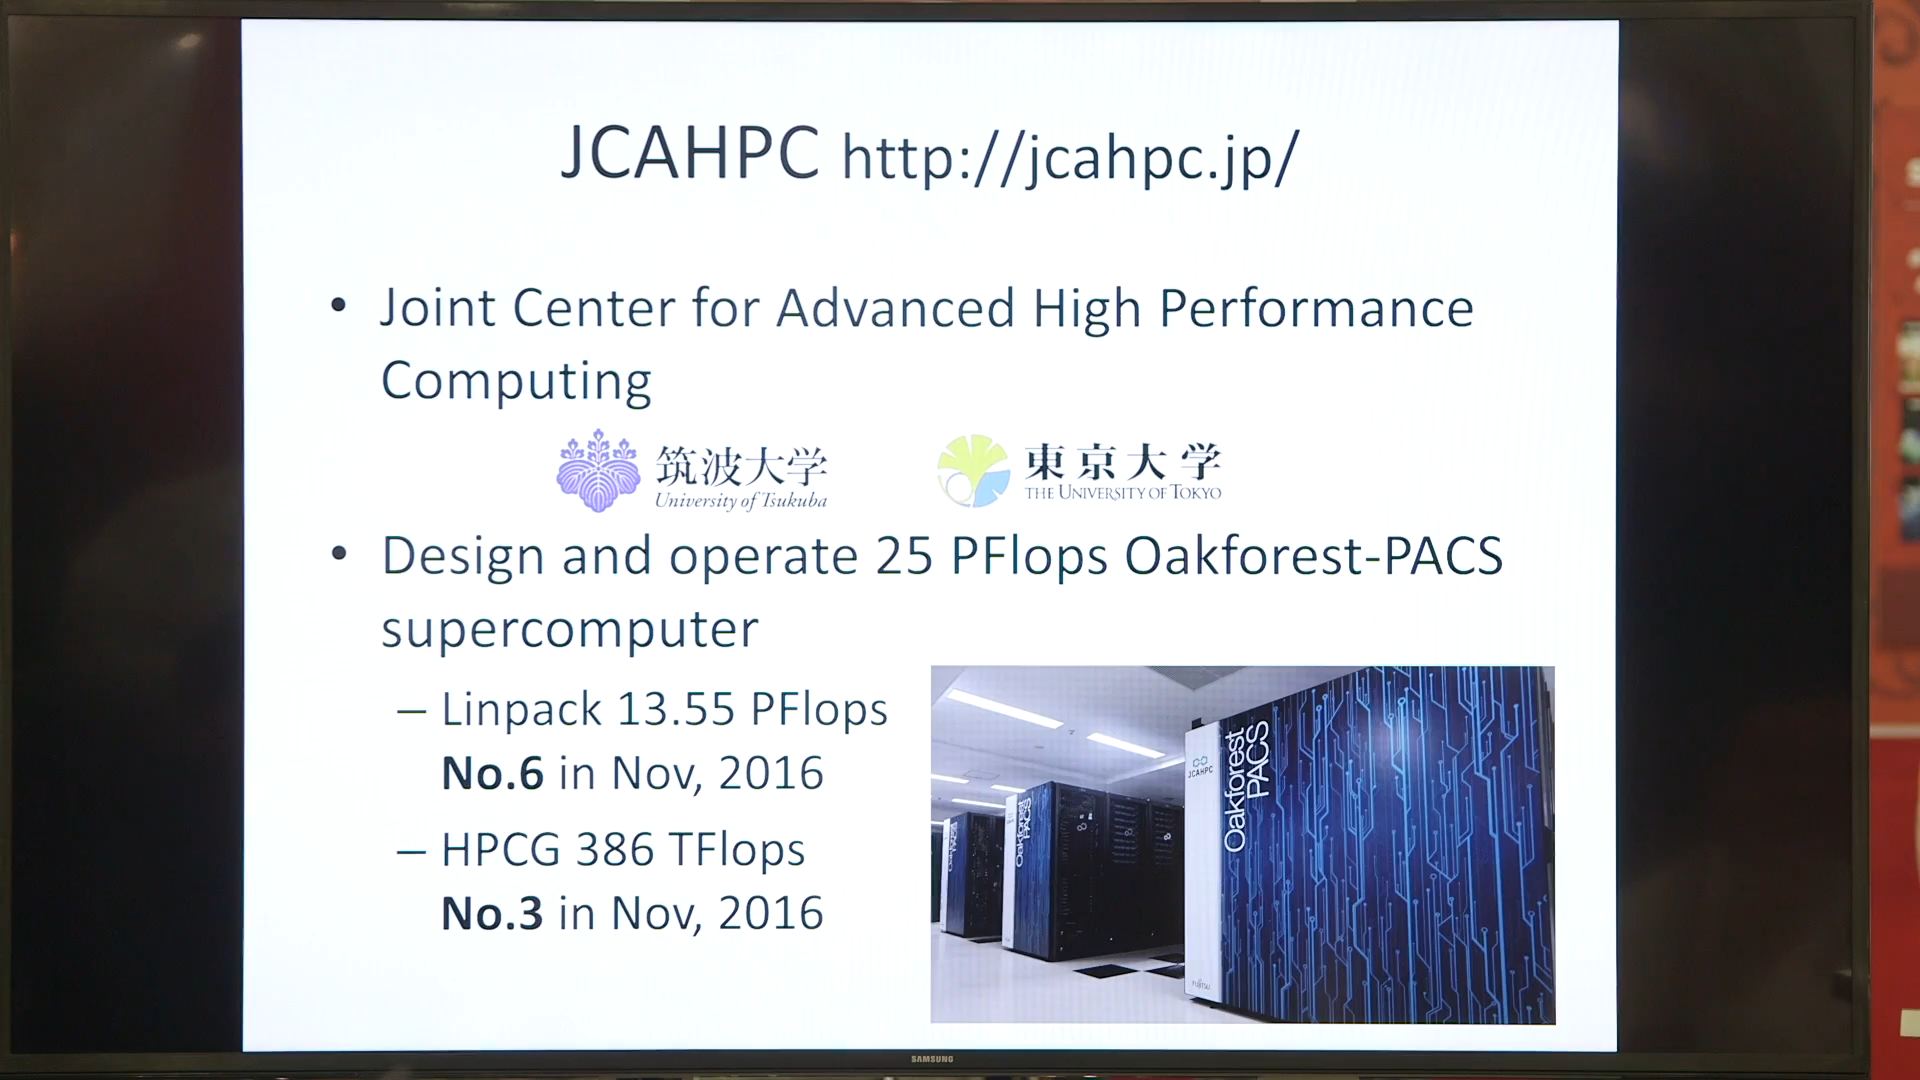 JCAHPC http://jcahpc.jp/
• Joint Center for Advanced High Performance
Computing
筑波大学
University of Tsukuba
東京大学
THE UNIVERSITY OF TOKYO
• Design and operate 25 PFlops Oakforest-PACS
supercomputer
– Linpack 13.55 PFlops
No.6 in Nov, 2016
– HPCG 386 TFlops
No.3 in Nov, 2016
JCAHPC
Oakforest
PACS
Oakforest
PACS
FUJITSU
SAMSUNG